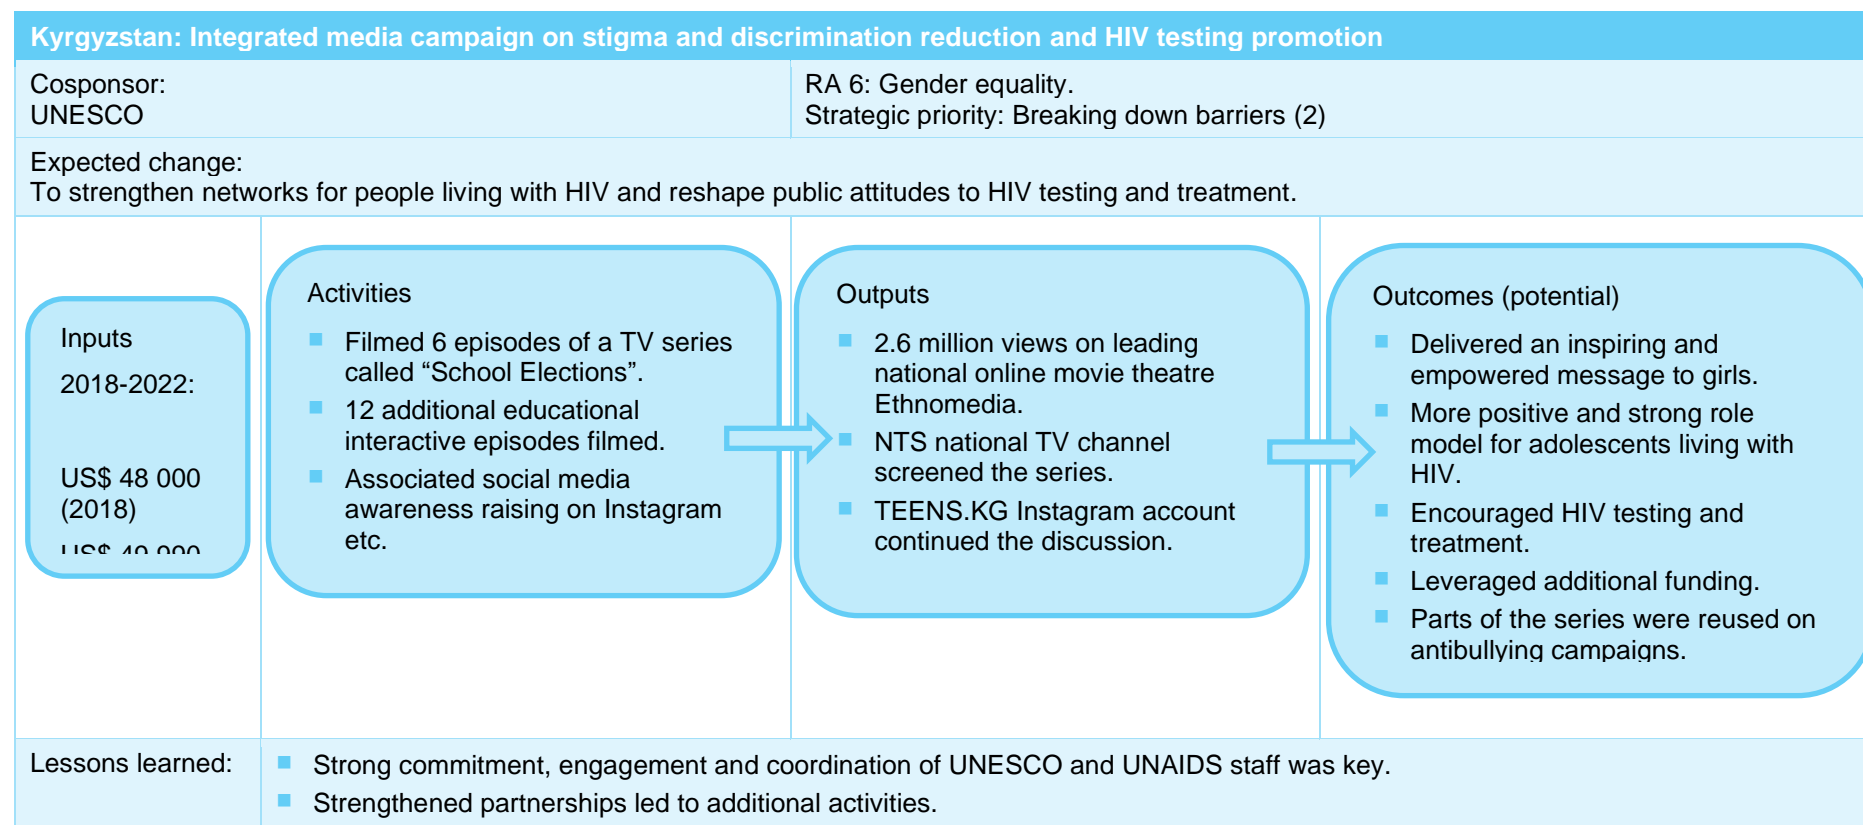 Kyrgyzstan: Integrated media campaign on stigma and discrimination reduction and HIV testing promotion
Cosponsor:
UNESCO
RA 6: Gender equality.
Strategic priority: Breaking down barriers (2)
Expected change:
To strengthen networks for people living with HIV and reshape public attitudes to HIV testing and treatment.
Inputs
2018-2022:
US$ 48 000
(2018)
US$
Activities
■ Filmed 6 episodes of a TV series
called “School Elections”.
■ 12 additional educational
interactive episodes filmed.
■ Associated social media
awareness raising on Instagram
etc.
Outputs
■ 2.6 million views on leading
national online movie theatre
Ethnomedia.
■ NTS national TV channel
screened the series.
■ TEENS.KG Instagram account
continued the discussion.
Outcomes (potential)
■ Delivered an inspiring and
empowered message to girls.
■ More positive and strong role
model for adolescents living with
HIV.
■ Encouraged HIV testing and
treatment.
■ Leveraged additional funding.
■ Parts of the series were reused on
antibullying campaigns.
Lessons learned:
■ Strong commitment, engagement and coordination of UNESCO and UNAIDS staff was key.
■ Strengthened partnerships led to additional activities.